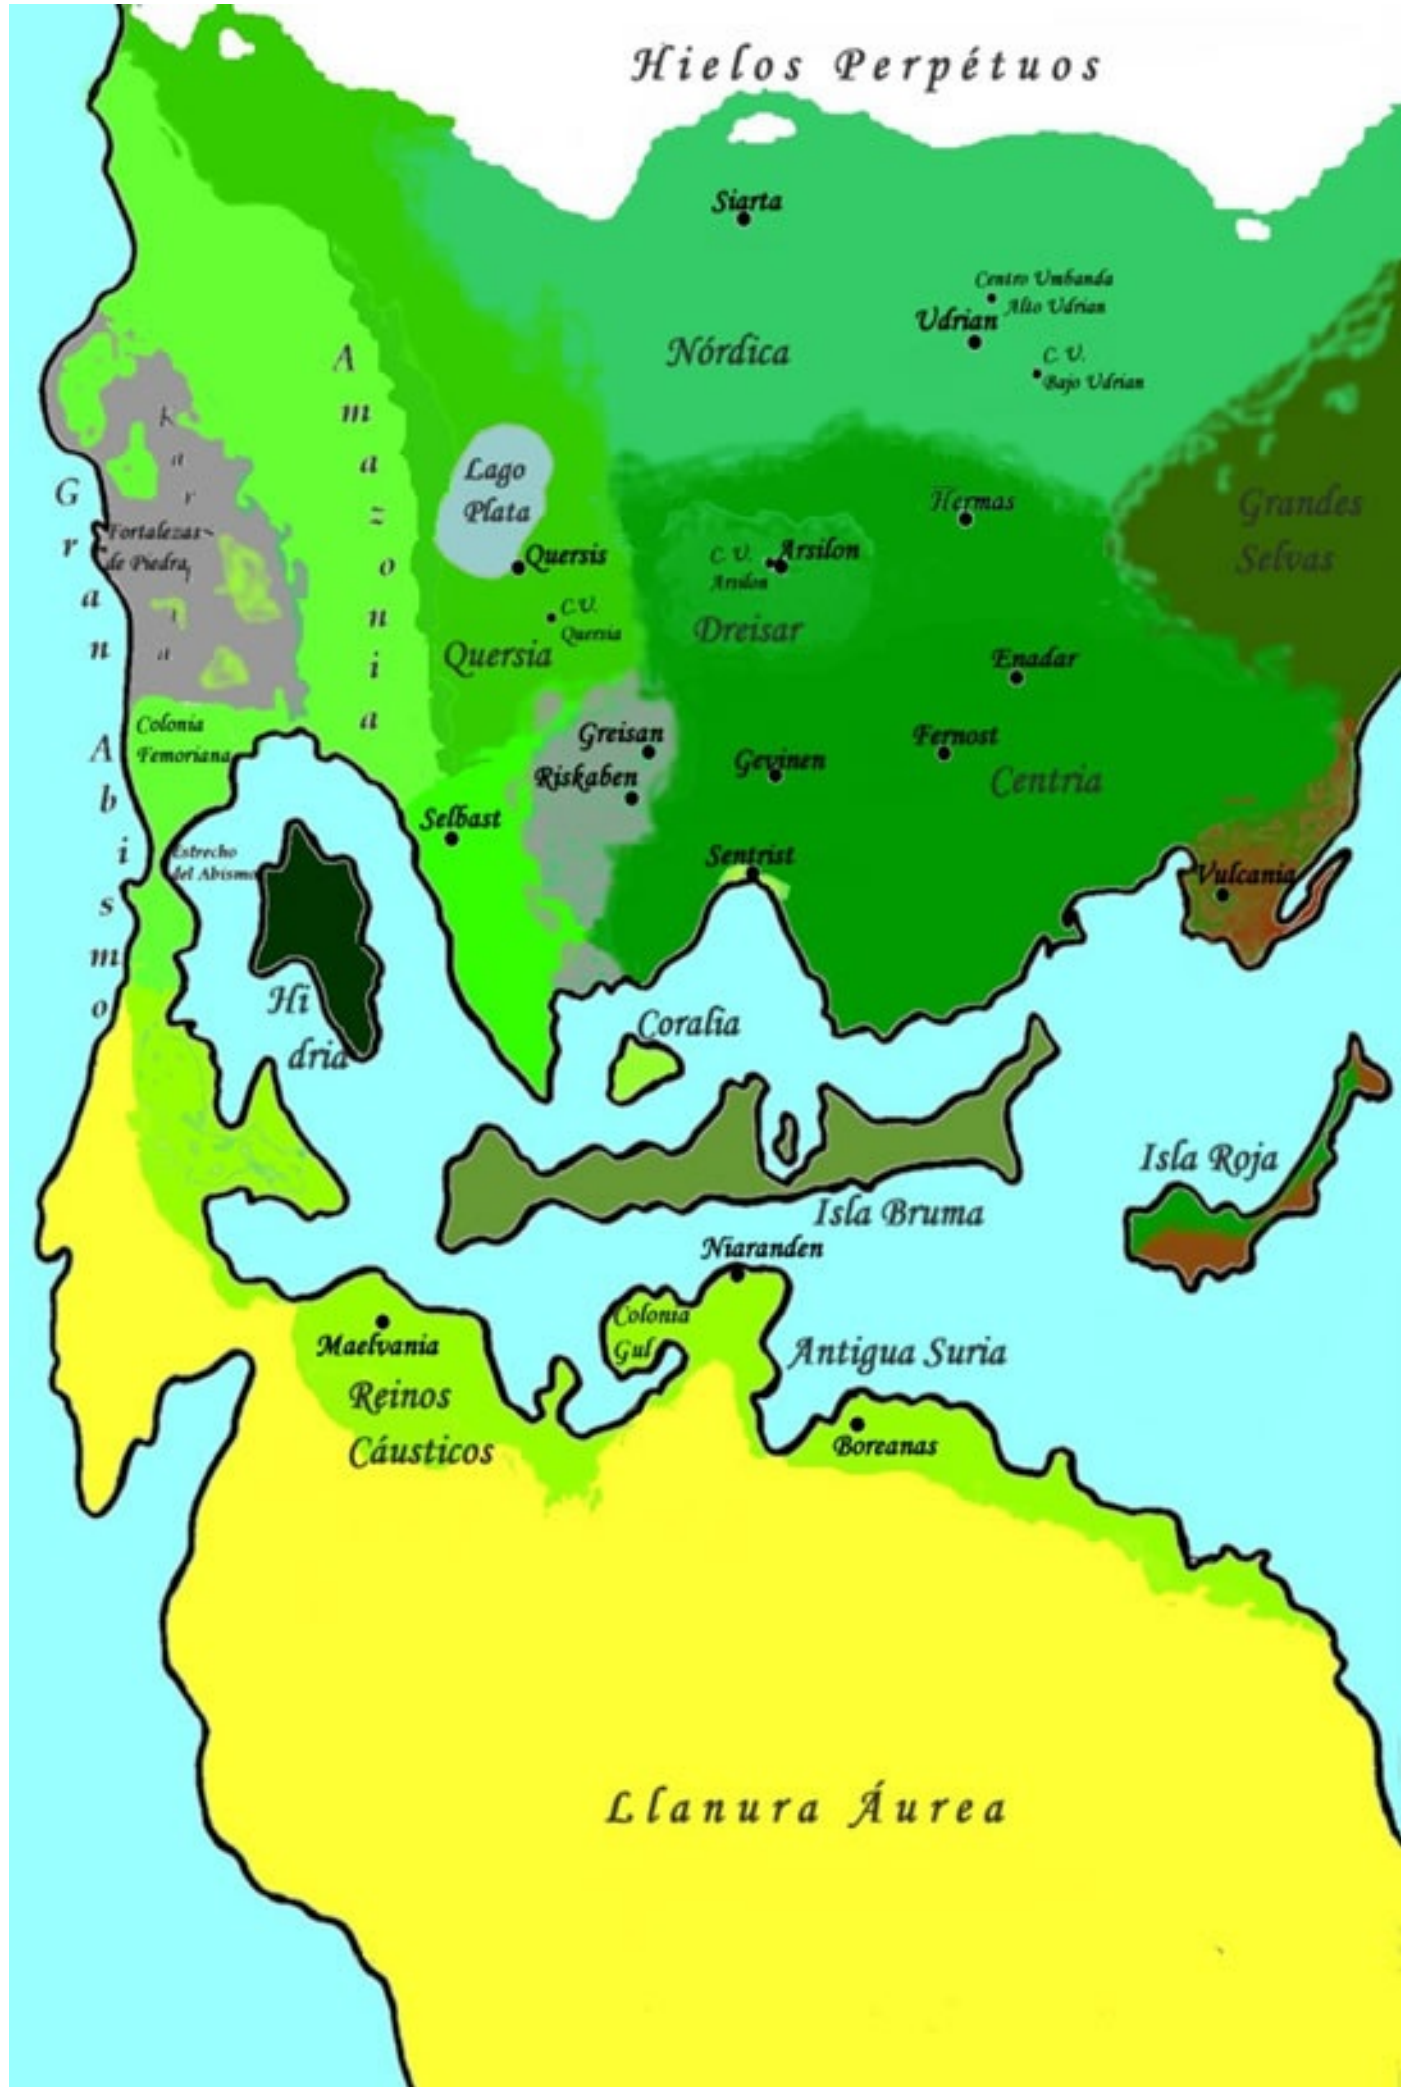 Hielos Perpétuos
Siarta
Centro Umbanda
Alto Udrian
Udrian
Nórdica
C. U.
Bajo Udrian
Amazonia
Lago
Plata
Gran Abismo
Fortalezas
de Piedra
Hermas
Grandes
Selvas
Quersis
C. U.
Arsilon
Arsilon
C.U.
Quersia
Dreisar
Quersia
Enadar
Colonia
Femoriana
Greisan
Gevinen
Fernost
Riskaben
Centria
Selbast
Estrecho
del Abismo
Sentrist
Vulcania
Hi
dria
Coralia
Isla Roja
Isla Bruma
Niaranden
Colonia
Gul
Maelvania
Antigua Suria
Reinos
Cáusticos
Boreanas
Llanura Áurea